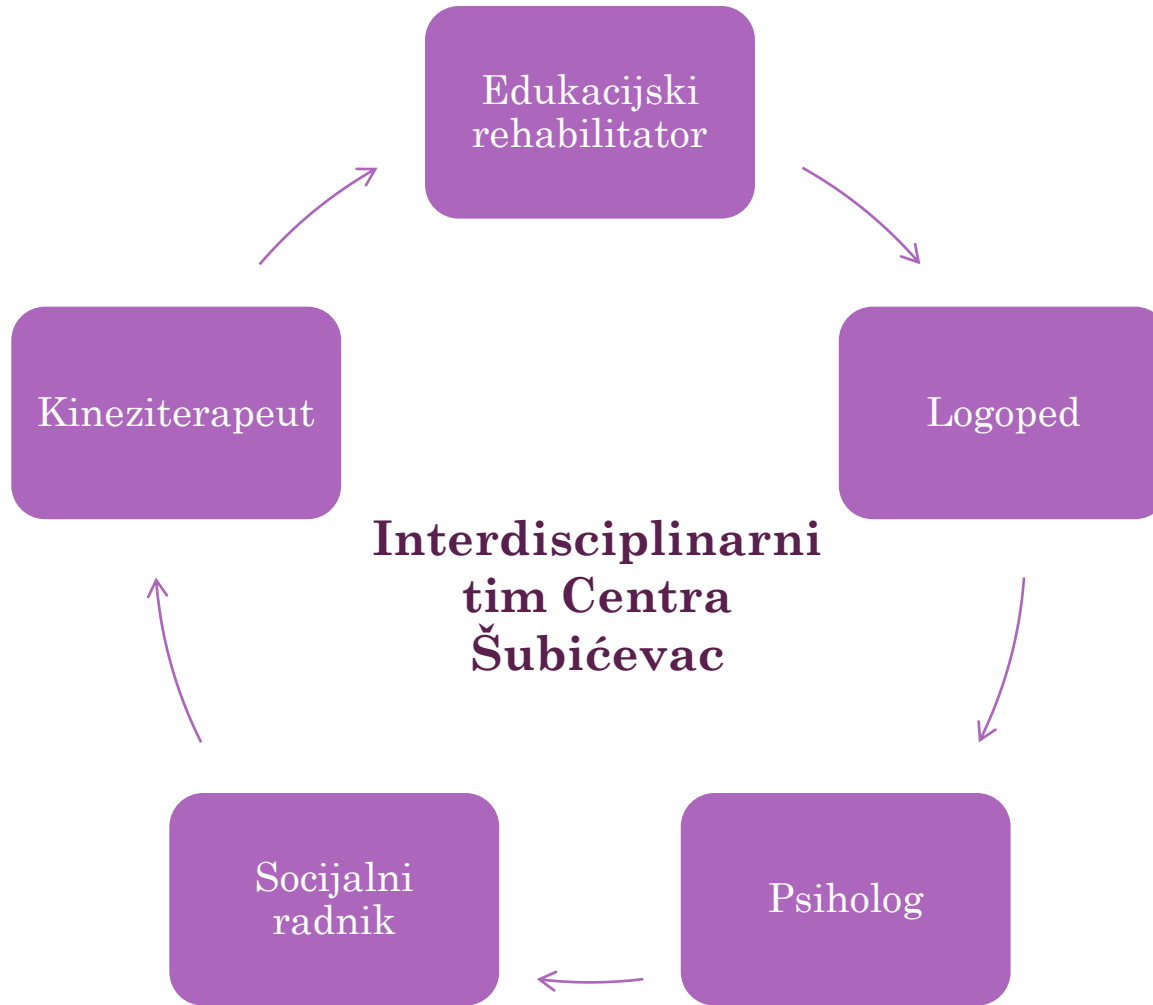 Edukacijski
rehabilitator
Logoped
Psiholog
Socijalni
radnik
Kineziterapeut
Interdisciplinarni
tim Centra
Šubićevac